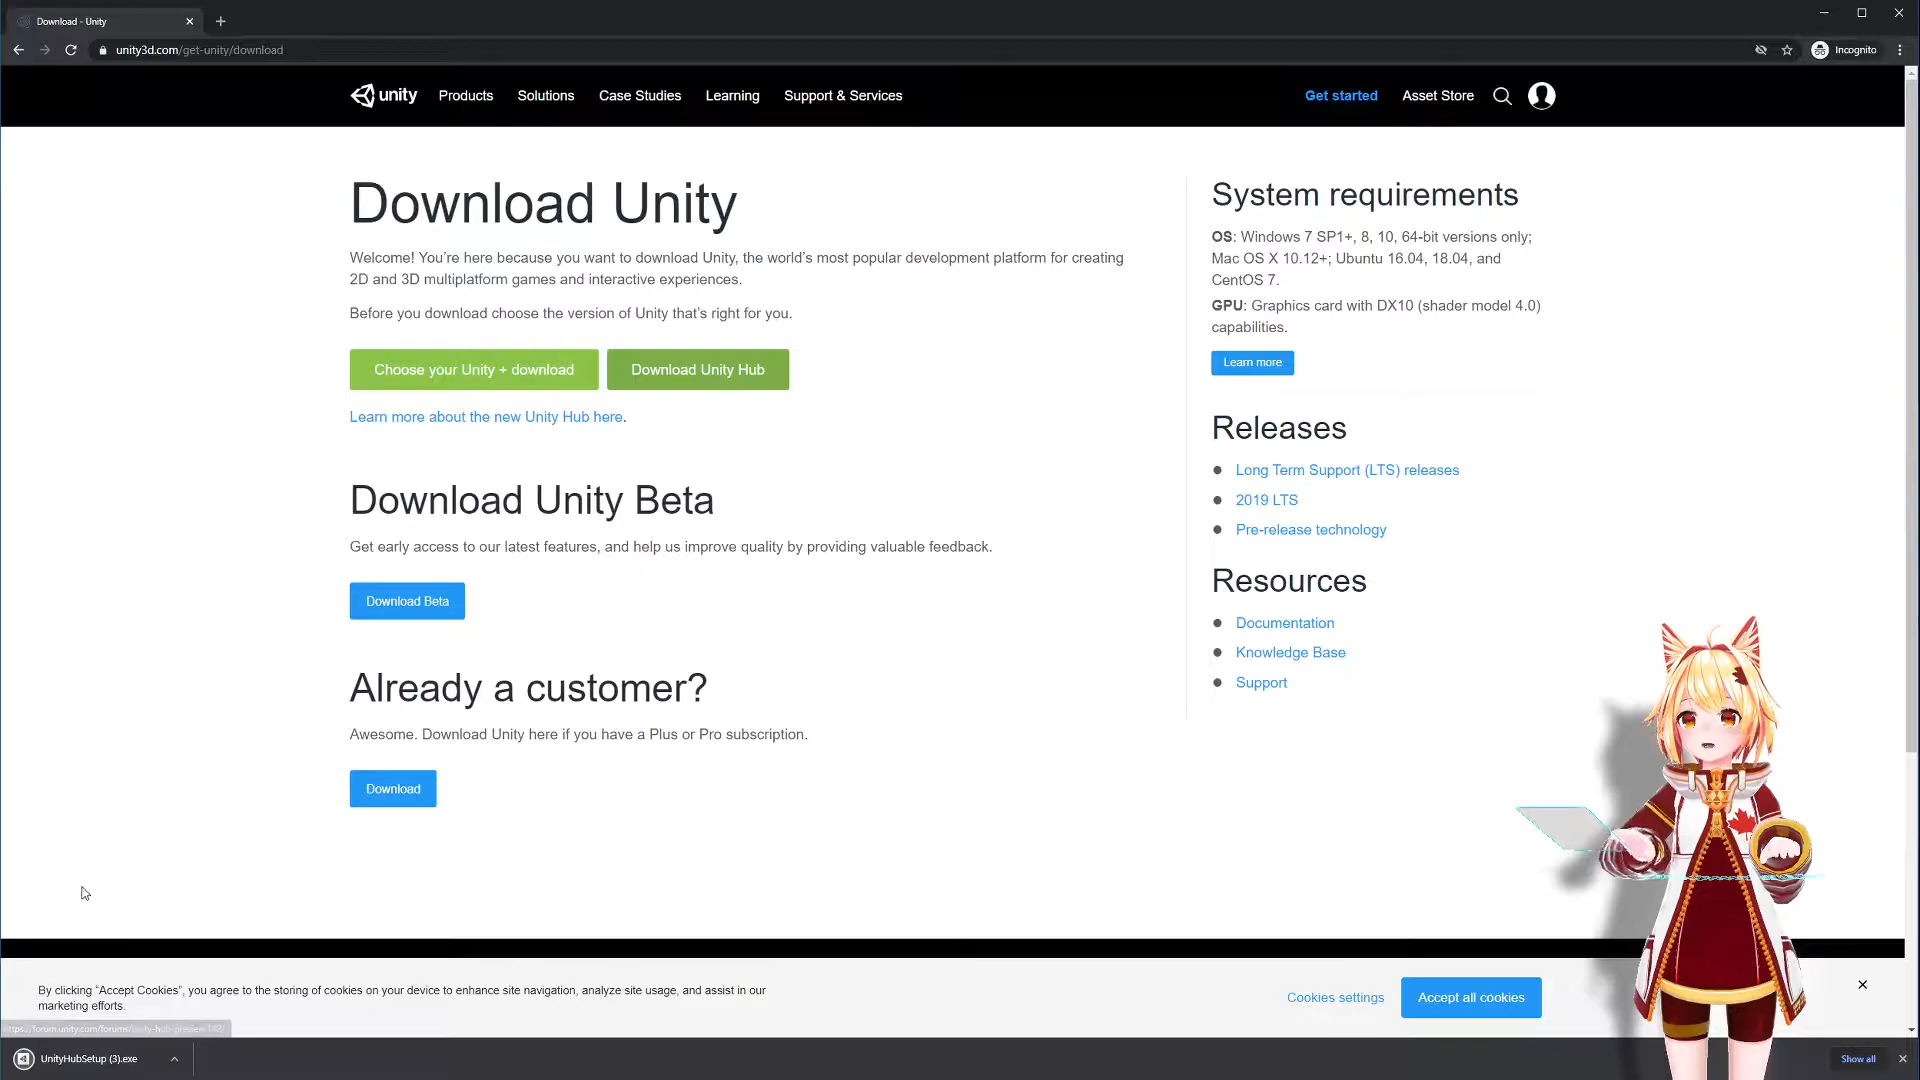 Download - Unity
unity3d.com/get-unity/download
Incognito
unity
Products
Solutions
Case Studies
Learning
Support & Services
Get started
Asset Store
Download Unity
Welcome! You’re here because you want to download Unity, the world’s most popular development platform for creating
2D and 3D multiplatform games and interactive experiences.
Before you download choose the version of Unity that’s right for you.
Choose your Unity + download
Download Unity Hub
Learn more about the new Unity Hub here.
Download Unity Beta
Get early access to our latest features, and help us improve quality by providing valuable feedback.
Download Beta
Already a customer?
Awesome. Download Unity here if you have a Plus or Pro subscription.
Download
System requirements
OS: Windows 7 SP1+, 8, 10, 64-bit versions only;
Mac OS X 10.12+; Ubuntu 16.04, 18.04, and
CentOS 7.
GPU: Graphics card with DX10 (shader model 4.0)
capabilities.
Learn more
Releases
Long Term Support (LTS) releases
2019 LTS
Pre-release technology
Resources
Documentation
Knowledge Base
Support
By clicking “Accept Cookies”, you agree to the storing of cookies on your device to enhance site navigation, analyze site usage, and assist in our
marketing efforts.
Cookies settings
Accept all cookies
https://forum.unity.com/forums/unity-hub-preview.142/
UnityHubSetup (3).exe
Show all